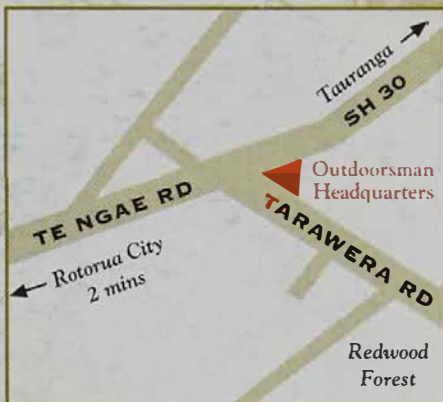 Tauranga
SH 30
Outdoorsman
Headquarters
TE NGAE RD
TARAWERA RD
Rotorua City
2 mins
Redwood
Forest